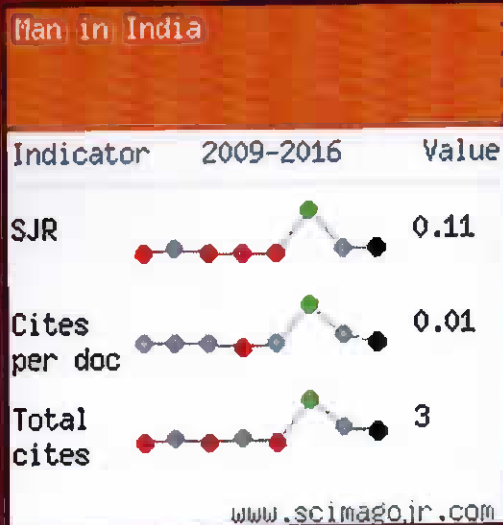 Man in India
Indicator 2009-2016 Value
SJR 0.11
Cites per doc 0.01
Total cites 3
www.scimagojr.com